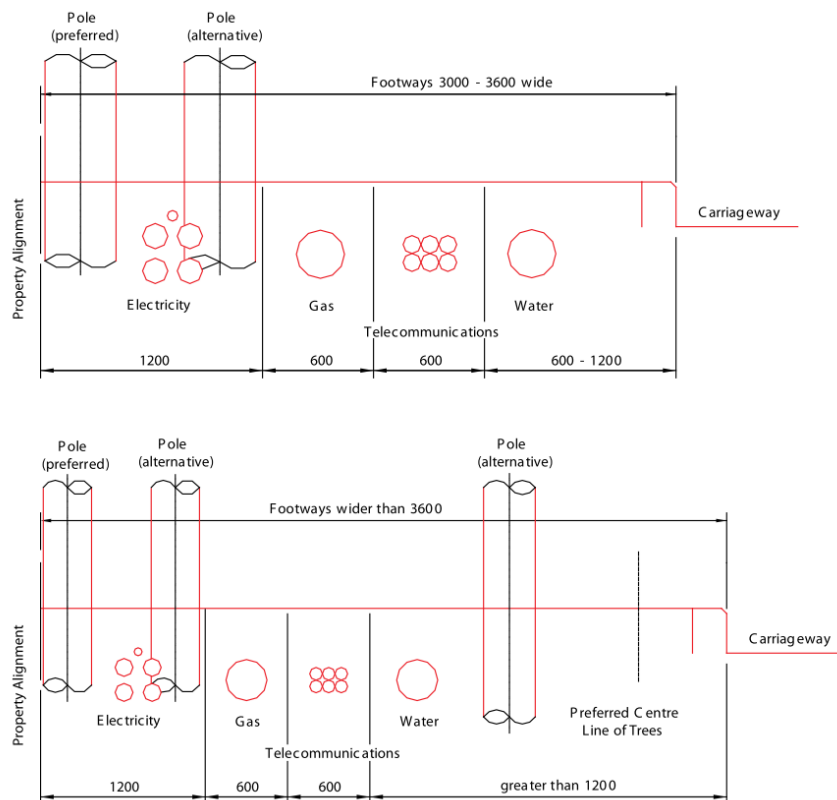 Pole
(preferred)
Pole
(alternative)
Footways 3000 - 3600 wide
Property Alignment
Carriageway
Electricity
Gas
Water
Telecommunications
1200
600
600
600 - 1200
Pole
(preferred)
Pole
(alternative)
Pole
(alternative)
Footways wider than 3600
Property Alignment
Carriageway
Electricity
Gas
Water
Preferred Centre
Line of Trees
Telecommunications
1200
600
600
greater than 1200